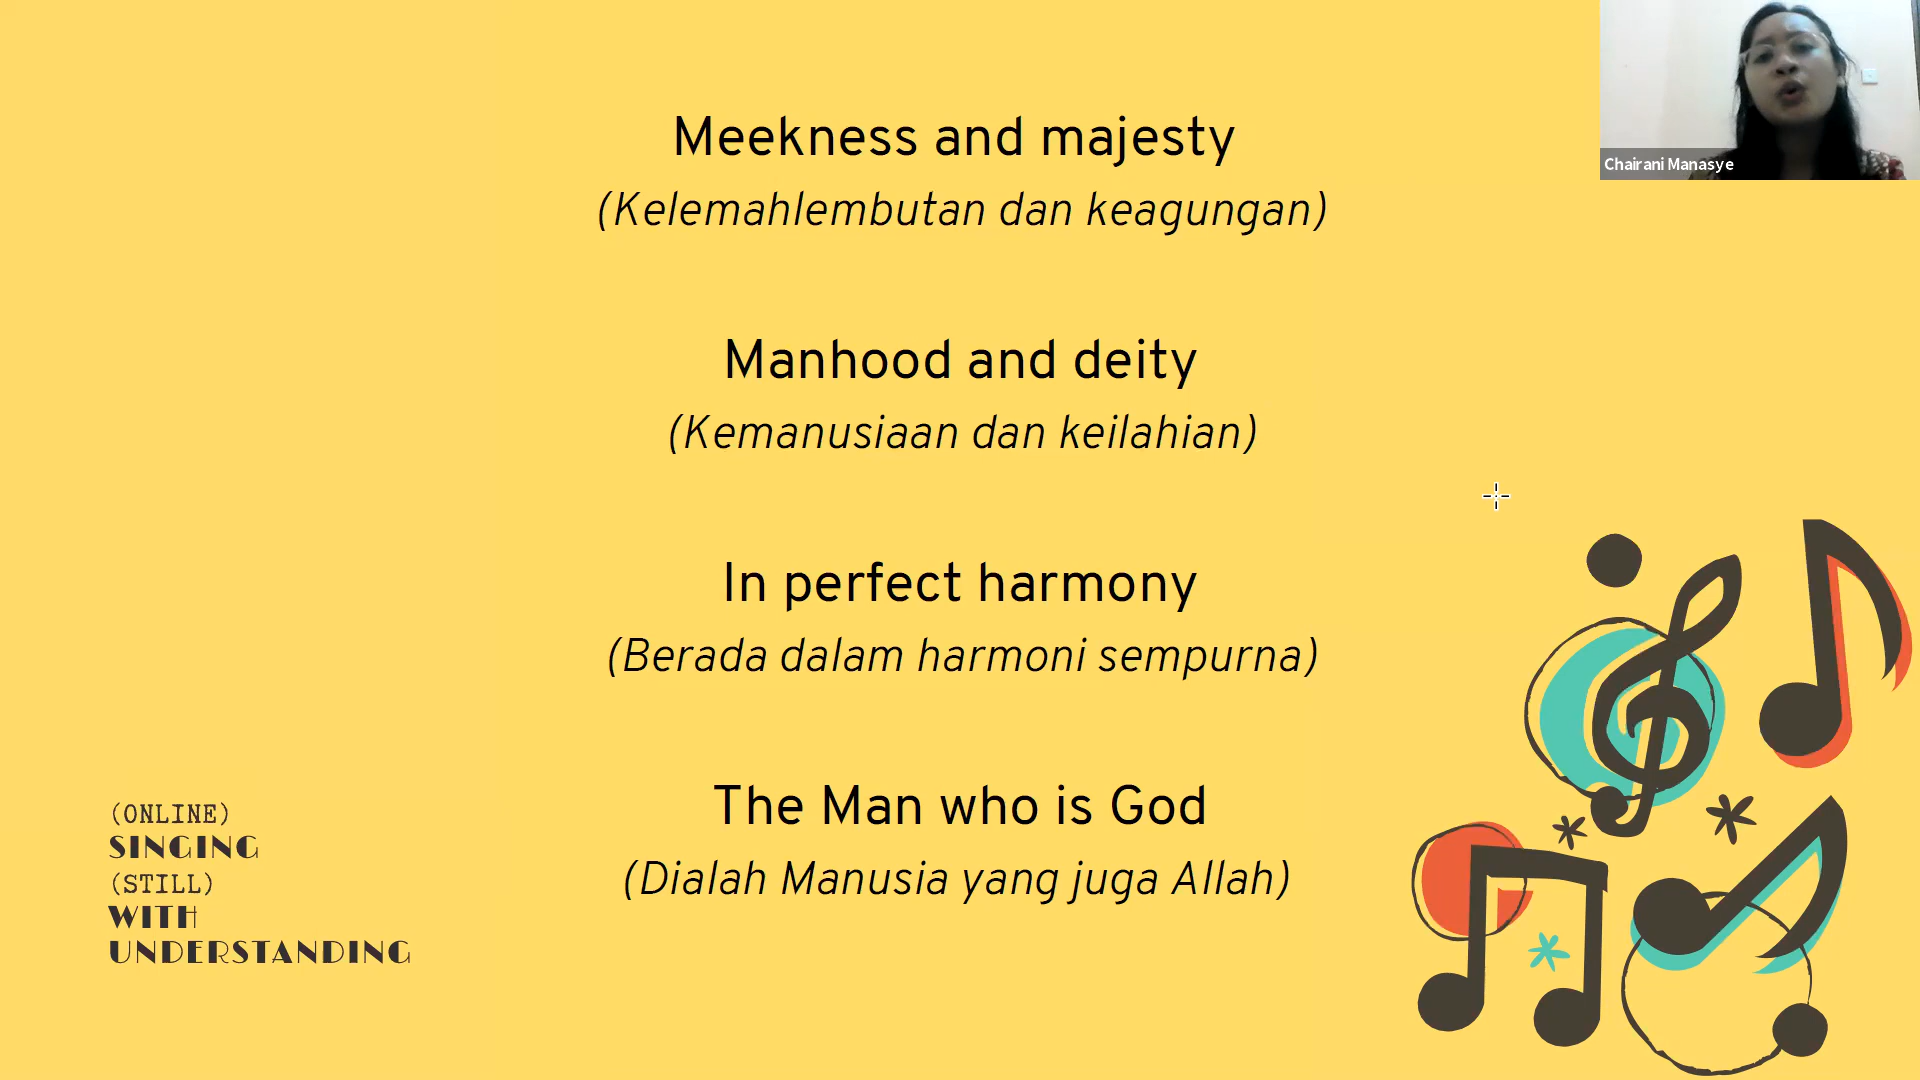 Meekness and majesty
(Kelemahlembutan dan keagungan)
Manhood and deity
(Kemanusiaan dan keilahian)
In perfect harmony
(Berada dalam harmoni sempurna)
The Man who is God
(Dialah Manusia yang juga Allah)
(ONLINE)
SINGING
(STILL)
WITH
UNDERSTANDING
Chairani Manasye